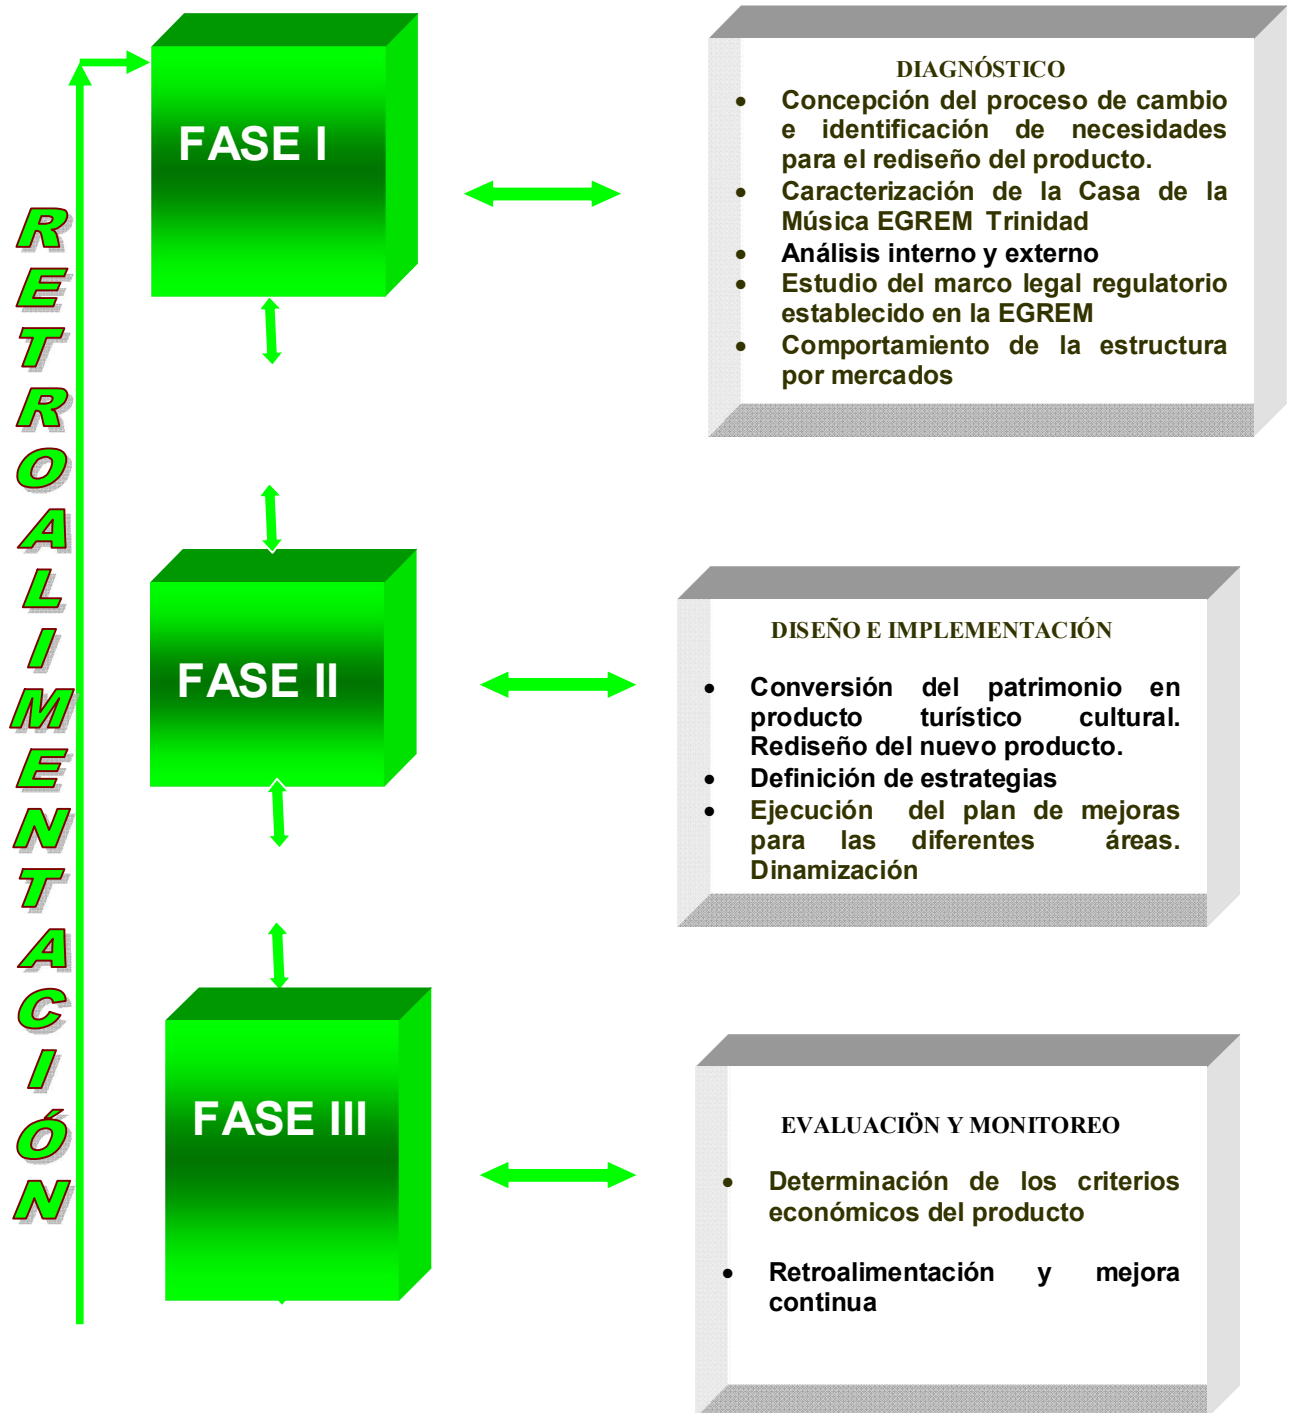 RETROALIMENTACIÓN
FASE I
DIAGNÓSTICO
• Concepción del proceso de cambio
e identificación de necesidades
para el rediseño del producto.
• Caracterización de la Casa de la
Música EGREM Trinidad
• Análisis interno y externo
• Estudio del marco legal regulatorio
establecido en la EGREM
• Comportamiento de la estructura
por mercados
FASE II
DISEÑO E IMPLEMENTACIÓN
• Conversión del patrimonio en
producto turístico cultural.
Rediseño del nuevo producto.
• Definición de estrategias
• Ejecución del plan de mejoras
para las diferentes áreas.
Dinamización
FASE III
EVALUACIÖN Y MONITOREO
• Determinación de los criterios
económicos del producto
• Retroalimentación y mejora
continua